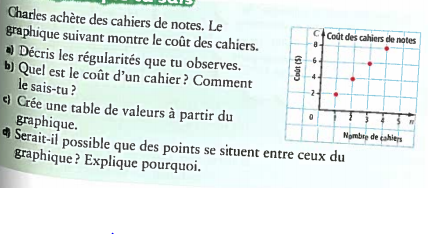 Charles achète des cahiers de notes. Le
graphique suivant montre le coût des cahiers.
a) Décris les régularités que tu observes.
b) Quel est le coût d'un cahier ? Comment
le sais-tu ?
c) Crée une table de valeurs à partir du
graphique.
d) Serait-il possible que des points se situent entre ceux du
graphique ? Explique pourquoi.
C Coût des cahiers de notes
Coût ($)
8
6
4
2
0 1 2 3 4 5 n
Nombre de cahiers